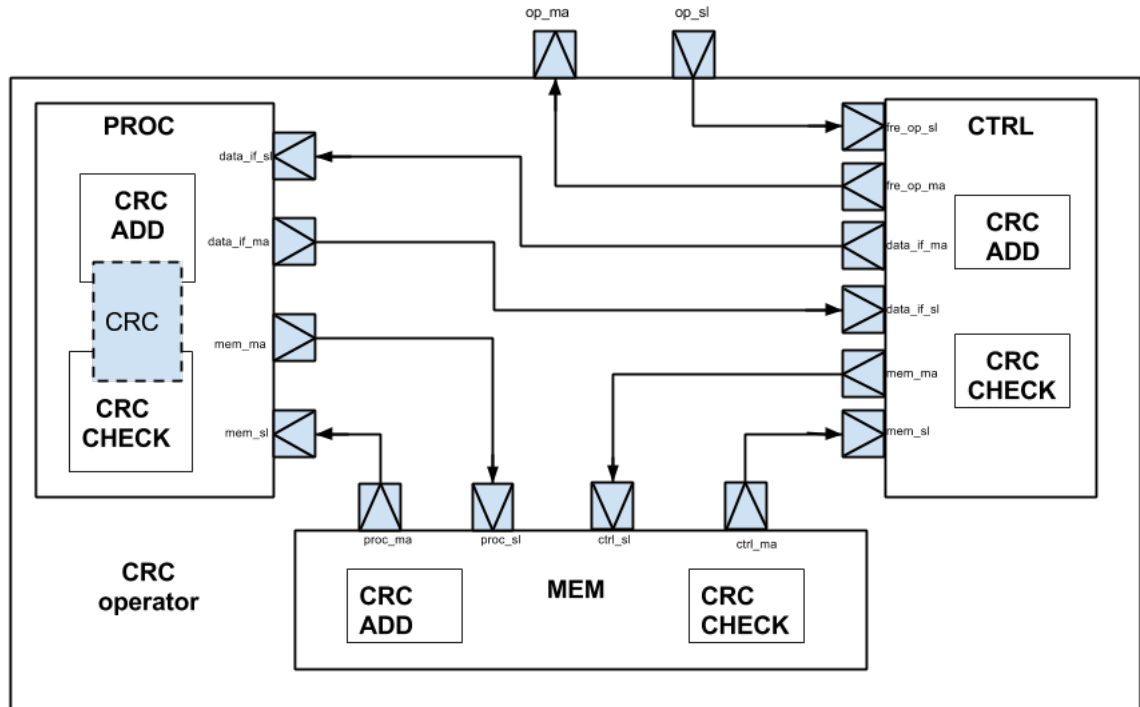 op_ma
op_sl
PROC
CTRL
fre_op_sl
data_if_sl
fre_op_ma
CRC
ADD
data_if_ma
data_if_ma
CRC
ADD
CRC
data_if_sl
mem_ma
mem_ma
CRC
CHECK
CRC
CHECK
mem_sl
mem_sl
proc_ma
proc_sl
ctrl_sl
ctrl_ma
CRC
operator
MEM
CRC
ADD
CRC
CHECK